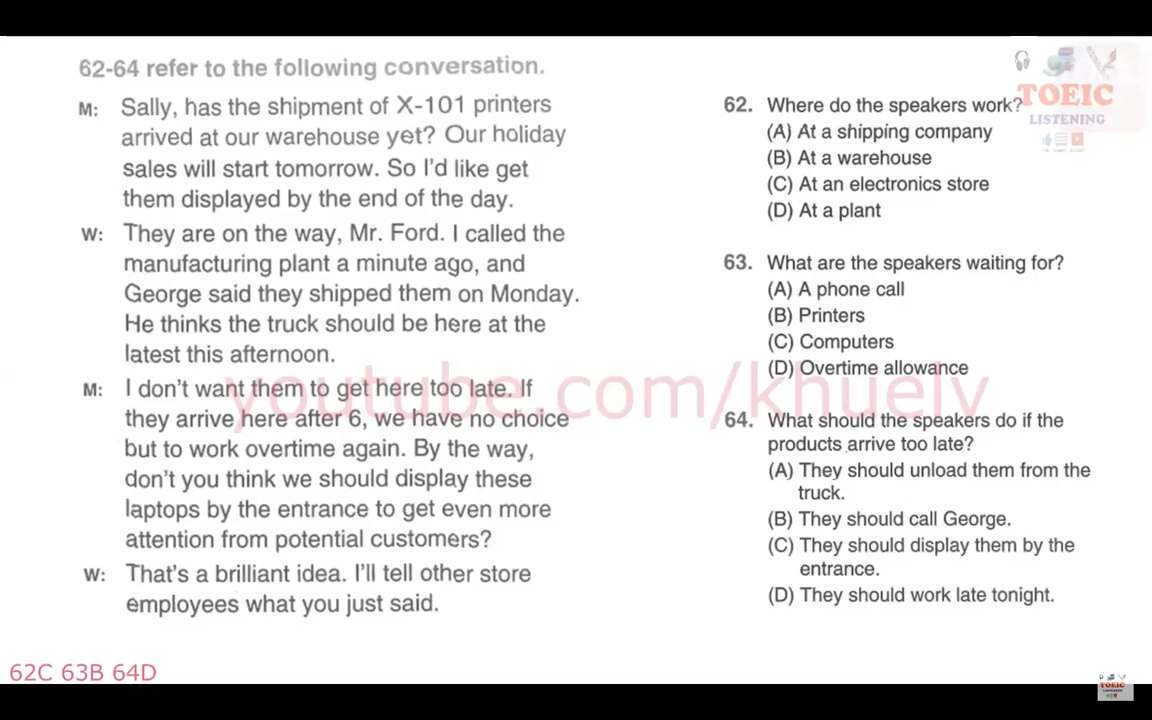 62-64 refer to the following conversation.
M: Sally, has the shipment of X-101 printers
arrived at our warehouse yet? Our holiday
sales will start tomorrow. So I'd like get
them displayed by the end of the day.
W: They are on the way, Mr. Ford. I called the
manufacturing plant a minute ago, and
George said they shipped them on Monday.
He thinks the truck should be here at the
latest this afternoon.
M: I don't want them to get here too late. If
they arrive here after 6, we have no choice
but to work overtime again. By the way,
don't you think we should display these
laptops by the entrance to get even more
attention from potential customers?
W: That's a brilliant idea. I'll tell other store
employees what you just said.
62. Where do the speakers work?
(A) At a shipping company
(B) At a warehouse
(C) At an electronics store
(D) At a plant
63. What are the speakers waiting for?
(A) A phone call
(B) Printers
(C) Computers
(D) Overtime allowance
64. What should the speakers do if the
products arrive too late?
(A) They should unload them from the
truck.
(B) They should call George.
(C) They should display them by the
entrance.
(D) They should work late tonight.
youtube.com/khuelv
TOEIC
LISTENING
62C 63B 64D
TOEIC
LISTENING